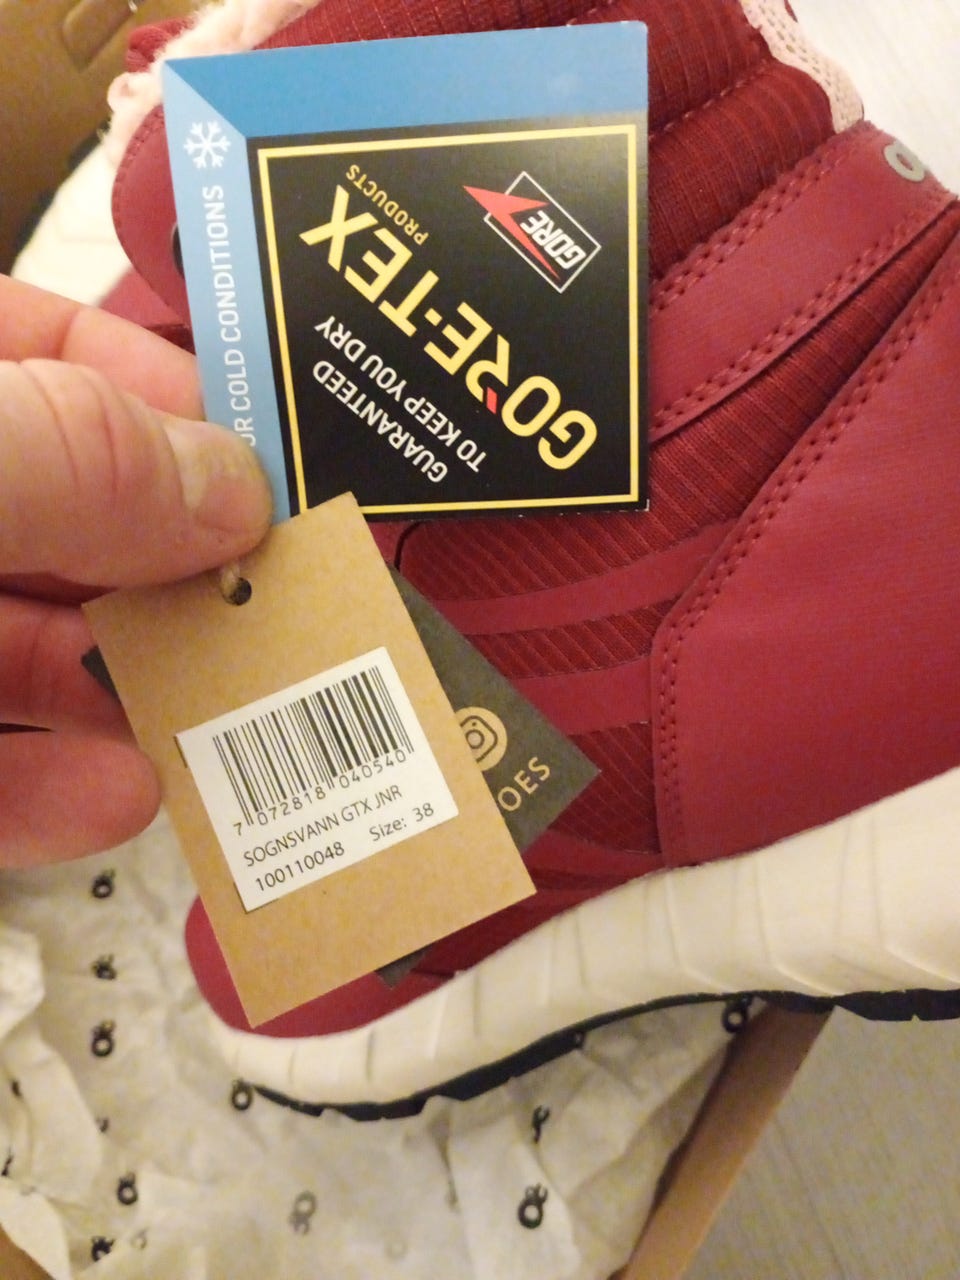 GORE
GORE-TEX
PRODUCTS
GUARANTEED
TO KEEP YOU DRY
COLD CONDITIONS
7 072818 040540
SOGNSVANN GTX JNR
100110048 Size: 38